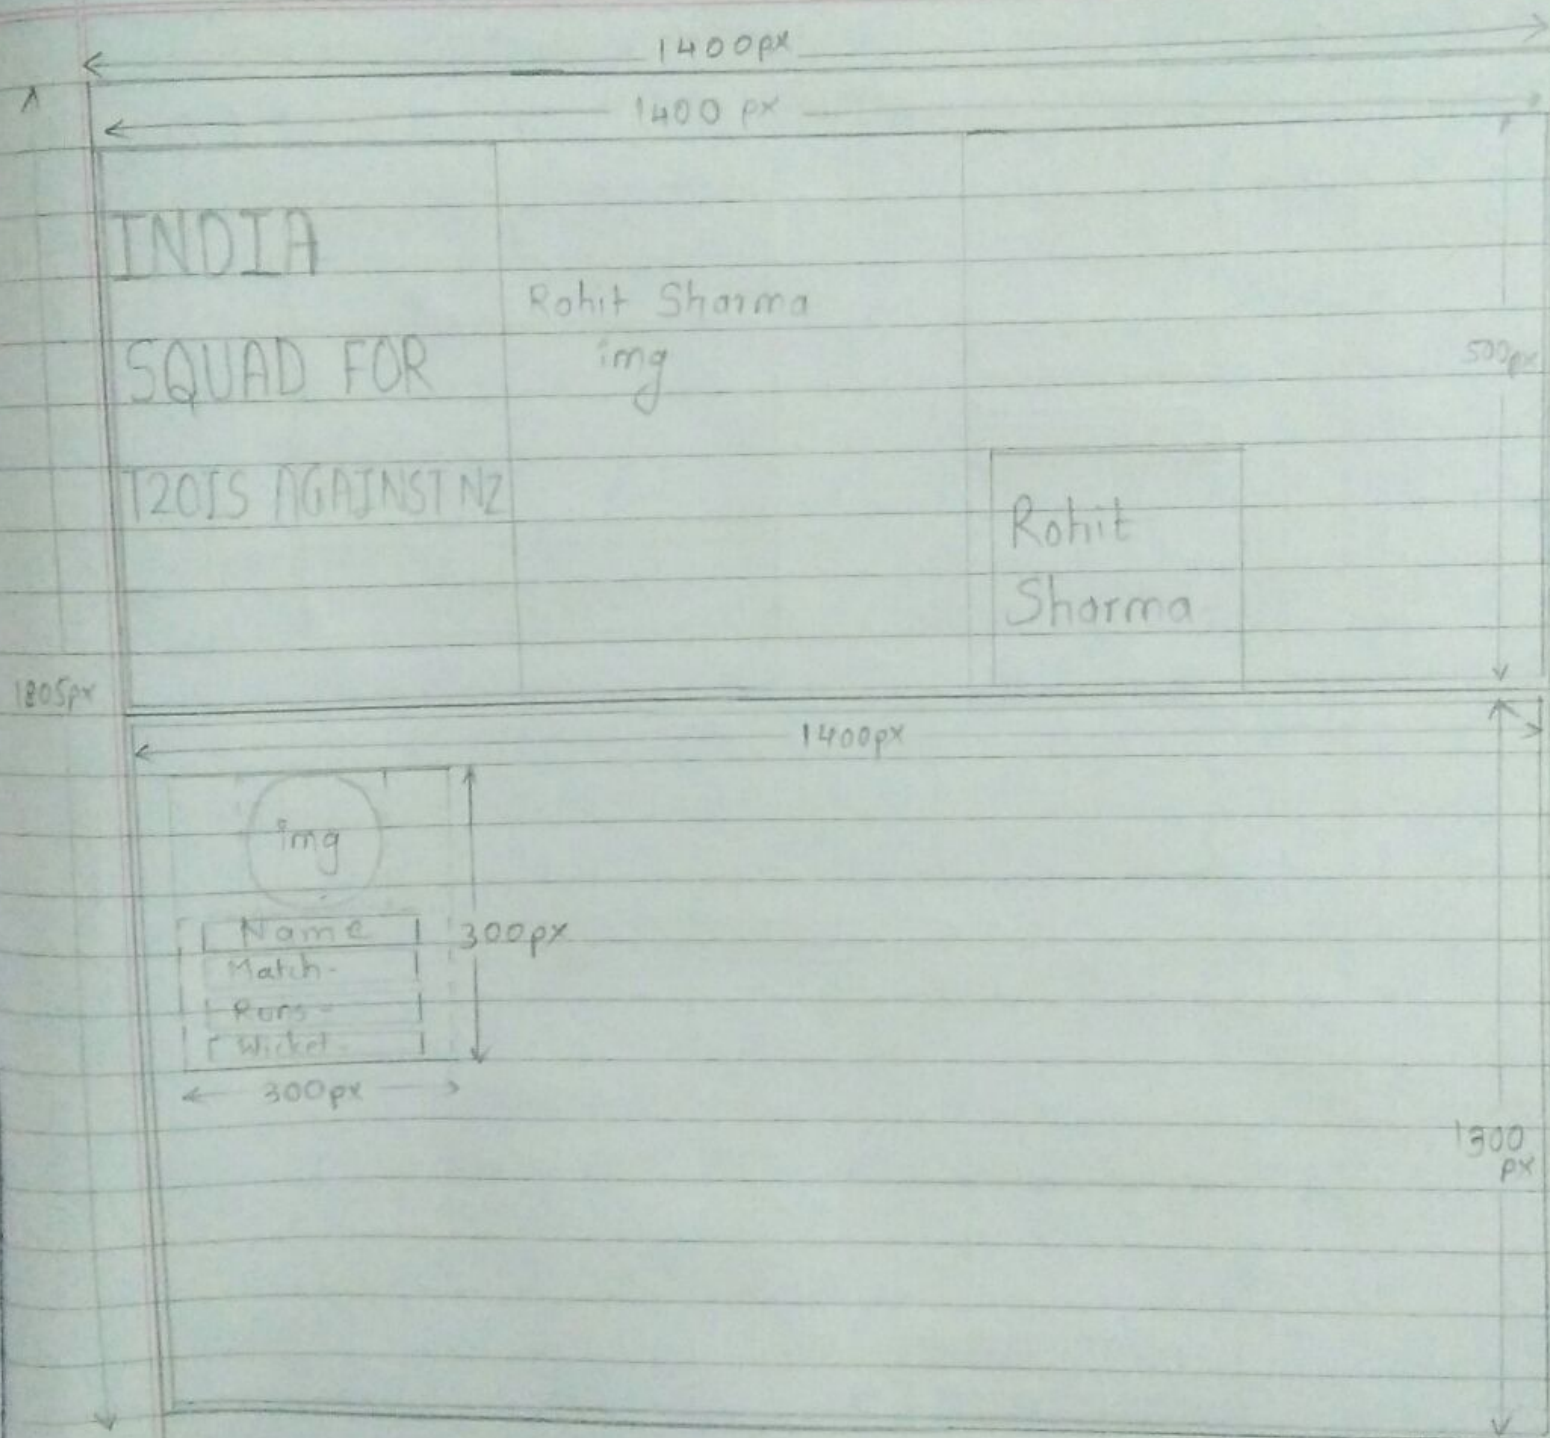 1400px
1400 px
INDIA
Rohit Sharma
SQUAD FOR
img
500px
T20IS AGAINST NZ
Rohit
Sharma
1805px
1400px
img
Name
300px
Match-
Runs-
Wicket-
300px
1300
px